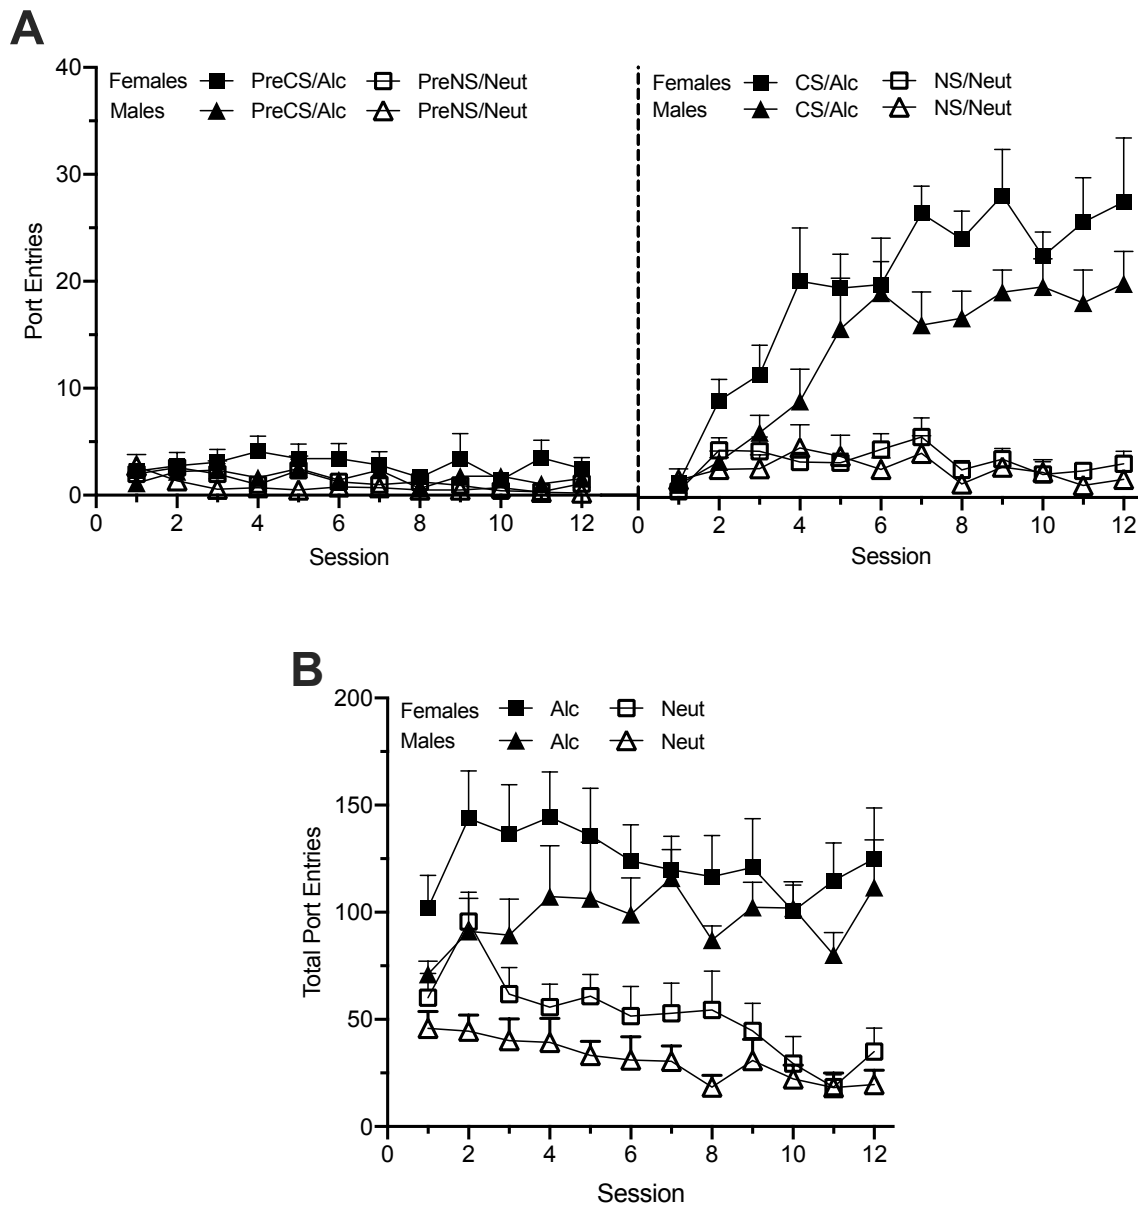 A
Females PreCS/Alc PreNS/Neut
Males PreCS/Alc PreNS/Neut
Females CS/Alc NS/Neut
Males CS/Alc NS/Neut
40
30
20
10
0
Port Entries
0 2 4 6 8 10 12
Session
0 2 4 6 8 10 12
Session
B
Females Alc Neut
Males Alc Neut
200
150
100
50
0
Total Port Entries
0 2 4 6 8 10 12
Session